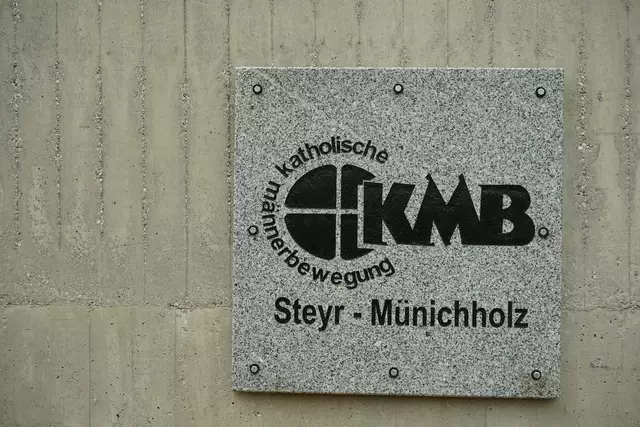 katholische
männerbewegung
KMB
Steyr - Münichholz